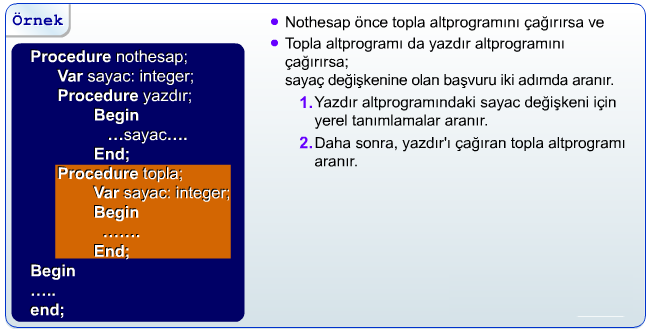 Örnek
Procedure nothesap;
Var sayac: integer;
Procedure yazdır;
Begin
…sayac….
End;
Procedure topla;
Var sayac: integer;
Begin
…….
End;
Begin
…..
end;
• Nothesap önce topla altprogramını çağırırsa ve
• Topla altprogramı da yazdır altprogramını
çağırırsa;
sayaç değişkenine olan başvuru iki adımda aranır.
1. Yazdır altprogramındaki sayac değişkeni için
yerel tanımlamalar aranır.
2. Daha sonra, yazdır'ı çağıran topla altprogramı
aranır.